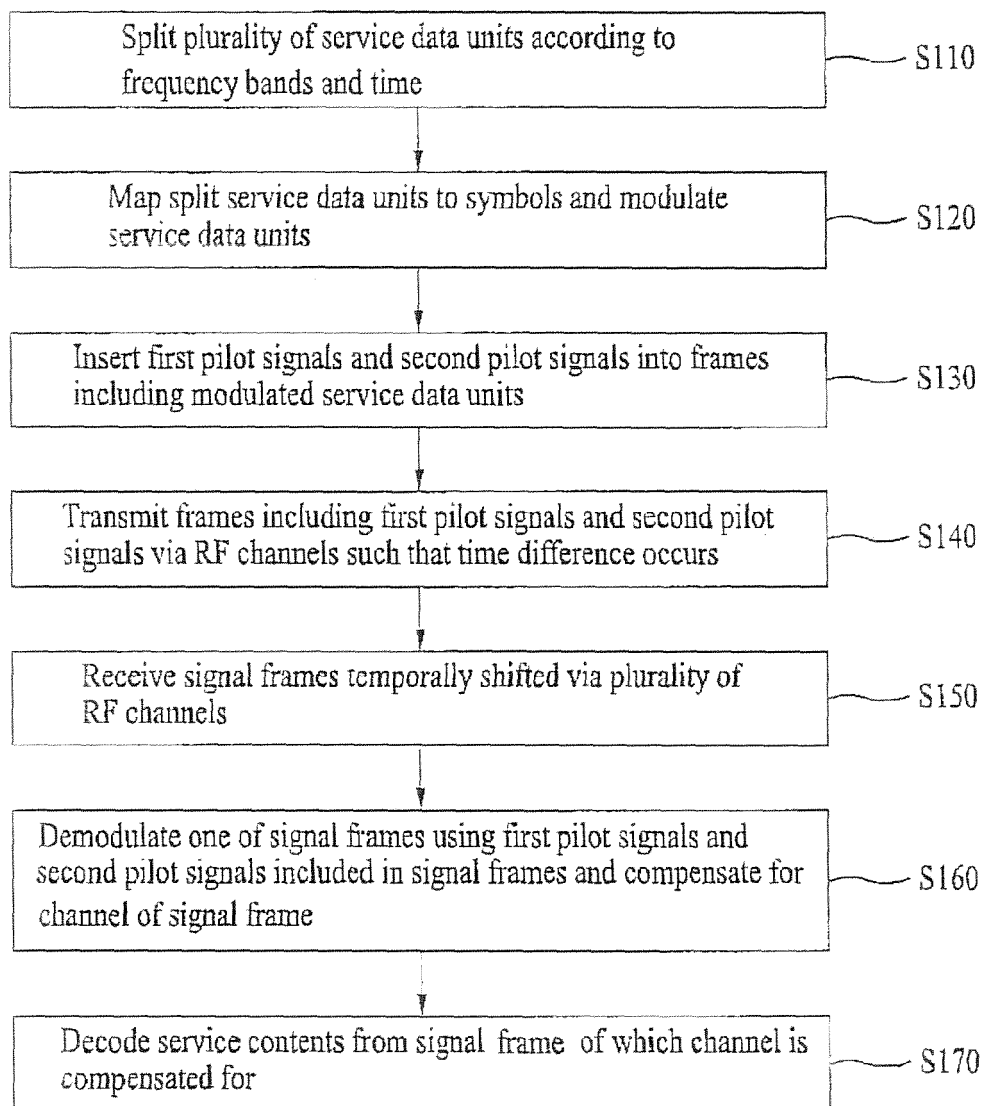 Split plurality of service data units according to
frequency bands and time
S110
Map split service data units to symbols and modulate
service data units
S120
Insert first pilot signals and second pilot signals into frames
including modulated service data units
S130
Transmit frames including first pilot signals and second pilot
signals via RF channels such that time difference occurs
S140
Receive signal frames temporally shifted via plurality of
RF channels
S150
Demodulate one of signal frames using first pilot signals and
second pilot signals included in signal frames and compensate for
channel of signal frame
S160
Decode service contents from signal frame of which channel is
compensated for
S170